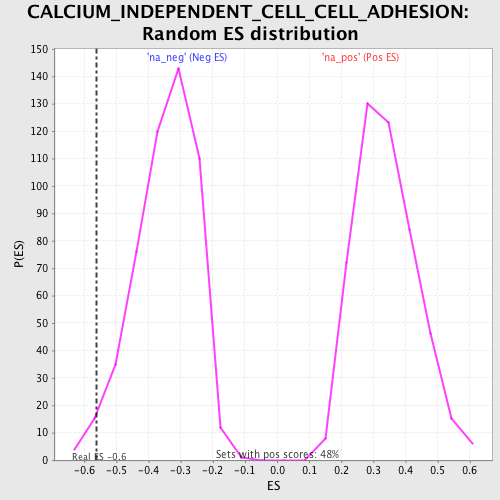 CALCIUM_INDEPENDENT_CELL_CELL_ADHESION:
Random ES distribution
'na_neg' (Neg ES)
'na_pos' (Pos ES)
150
140
130
120
110
100
90
80
70
60
50
40
30
20
10
0
P(ES)
Real ES -0.6
Sets with pos scores: 48%
-0.6 -0.5 -0.4 -0.3 -0.2 -0.1 0.0 0.1 0.2 0.3 0.4 0.5 0.6
ES